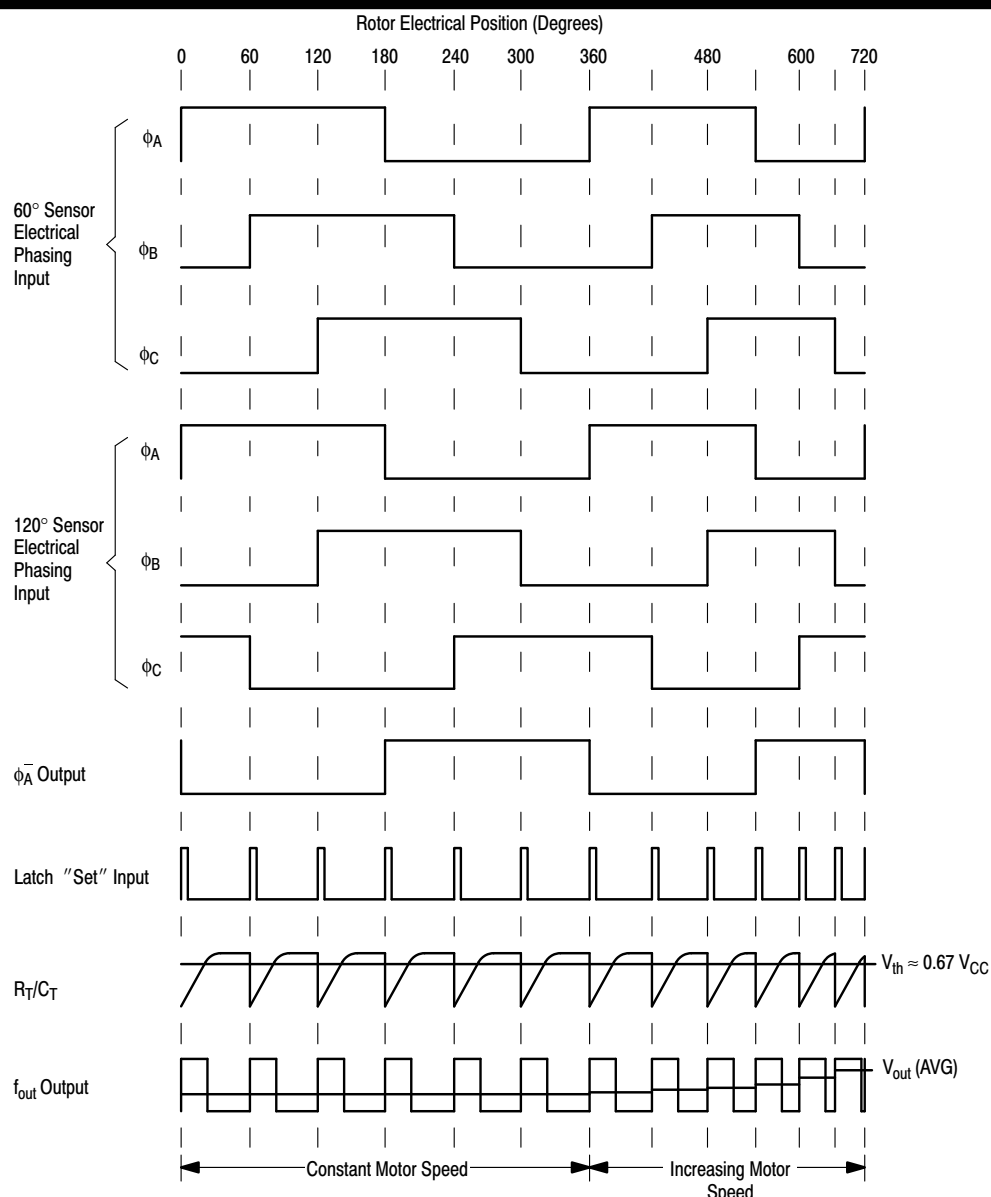 Rotor Electrical Position (Degrees)
0 60 120 180 240 300 360 480 600 720
ϕA
60° Sensor
Electrical
Phasing
Input
ϕB
ϕC
ϕA
120° Sensor
Electrical
Phasing
Input
ϕB
ϕC
ϕA̅ Output
Latch ″Set″ Input
Vth ≈ 0.67 VCC
RT/CT
Vout (AVG)
fout Output
Constant Motor Speed
Increasing Motor
Speed